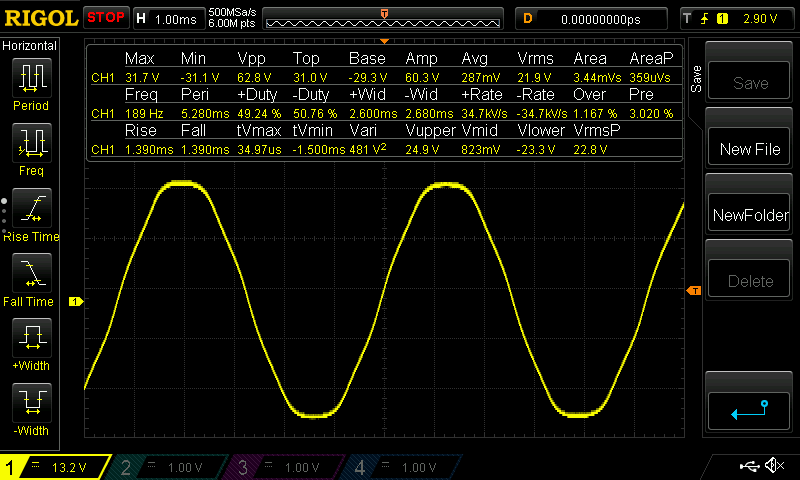 RIGOL STOP H 1.00ms 500MSa/s 6.00M pts T D 0.00000000ps T 1 2.90 V
Horizontal
Period
Freq
Rise Time
Fall Time
+Width
-Width
Max Min Vpp Top Base Amp Avg Vrms Area AreaP
CH1 31.7 V -31.1 V 62.8 V 31.0 V -29.3 V 60.3 V 287mV 21.9 V 3.44mVs 359uVs
Freq Peri +Duty -Duty +Wid -Wid +Rate -Rate Over Pre
CH1 189 Hz 5.280ms 49.24 % 50.76 % 2.600ms 2.680ms 34.7kV/s -34.7kV/s 1.167 % 3.020 %
Rise Fall tVmax tVmin Vari Vupper Vmid Vlower VrmsP
CH1 1.390ms 1.390ms 34.97us -1.500ms 481 V² 24.9 V 823mV -23.3 V 22.8 V
1
T
Save
Save
New File
NewFolder
Delete
1 13.2 V 2 1.00 V 3 1.00 V 4 1.00 V